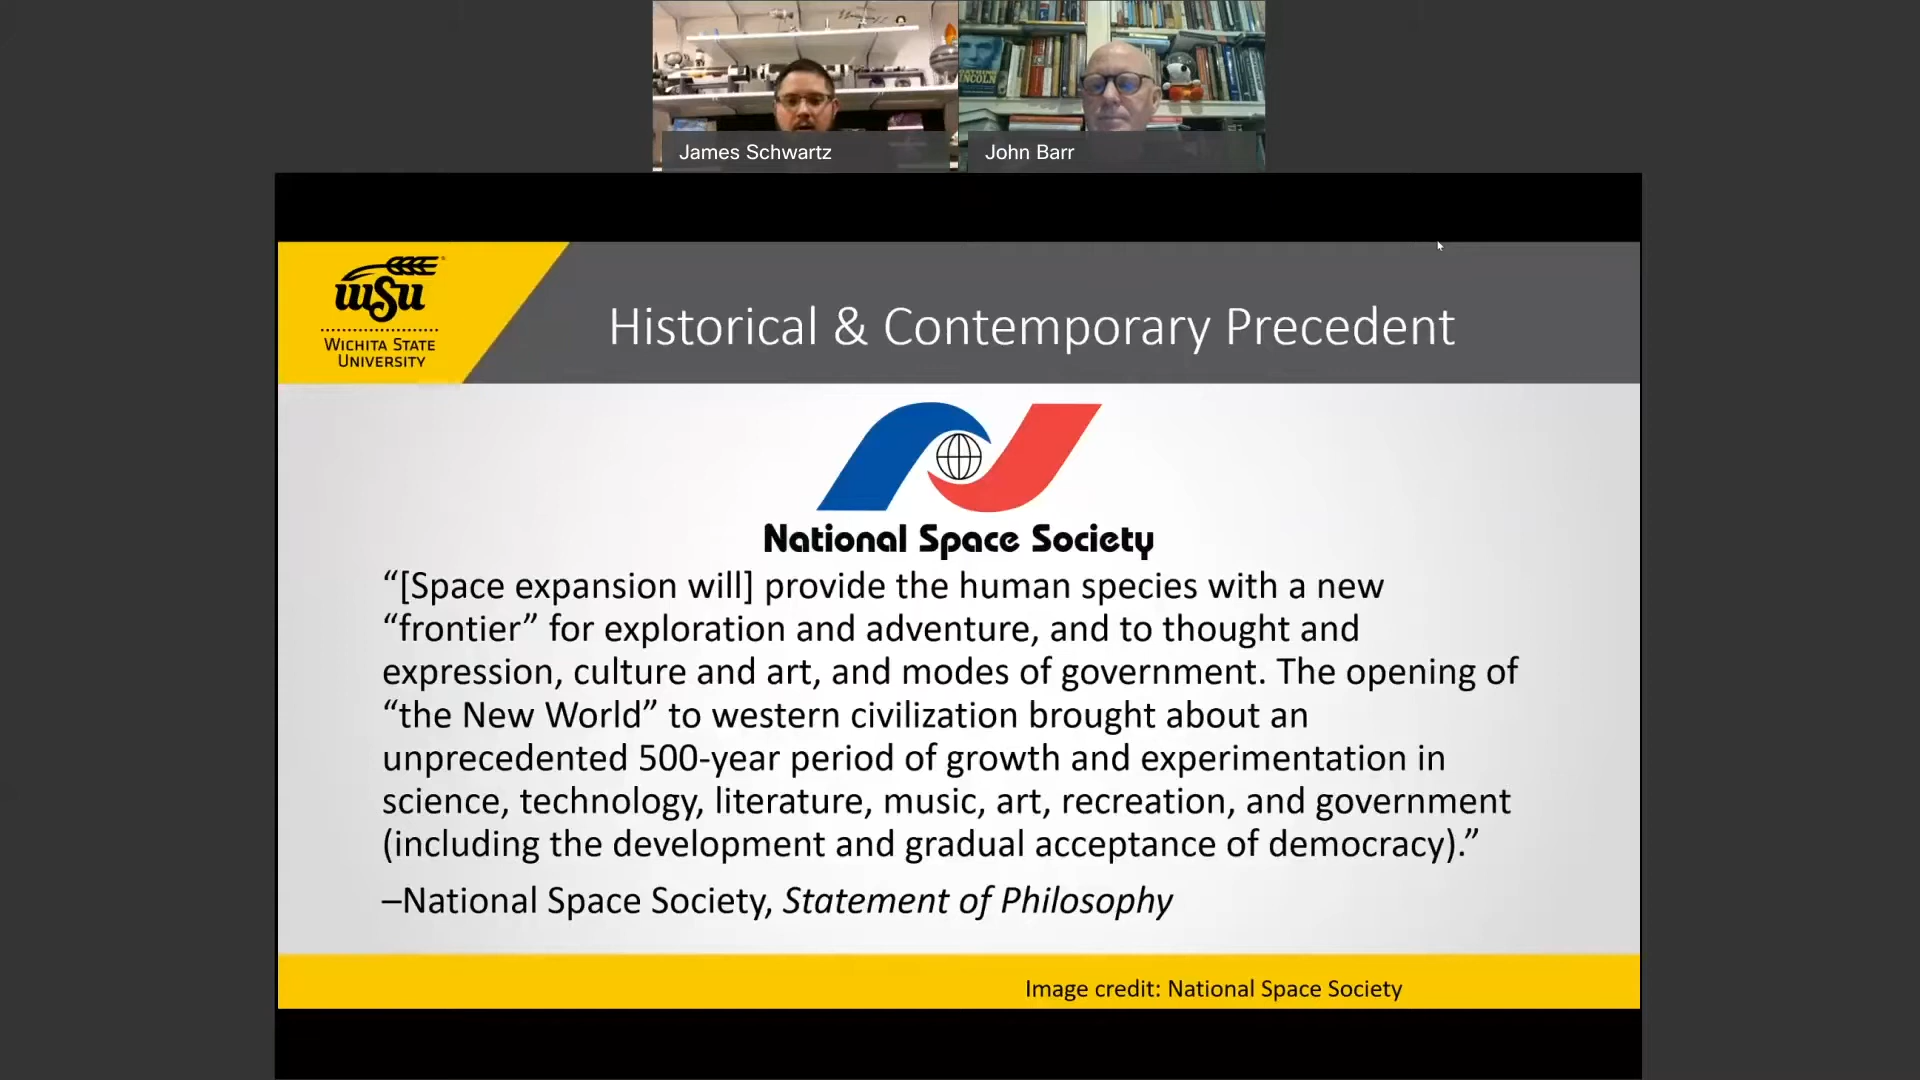 LINCOLN
James Schwartz
John Barr
wsu
WICHITA STATE
UNIVERSITY
Historical & Contemporary Precedent
National Space Society
“[Space expansion will] provide the human species with a new
“frontier” for exploration and adventure, and to thought and
expression, culture and art, and modes of government. The opening of
“the New World” to western civilization brought about an
unprecedented 500-year period of growth and experimentation in
science, technology, literature, music, art, recreation, and government
(including the development and gradual acceptance of democracy).”
–National Space Society, Statement of Philosophy
Image credit: National Space Society